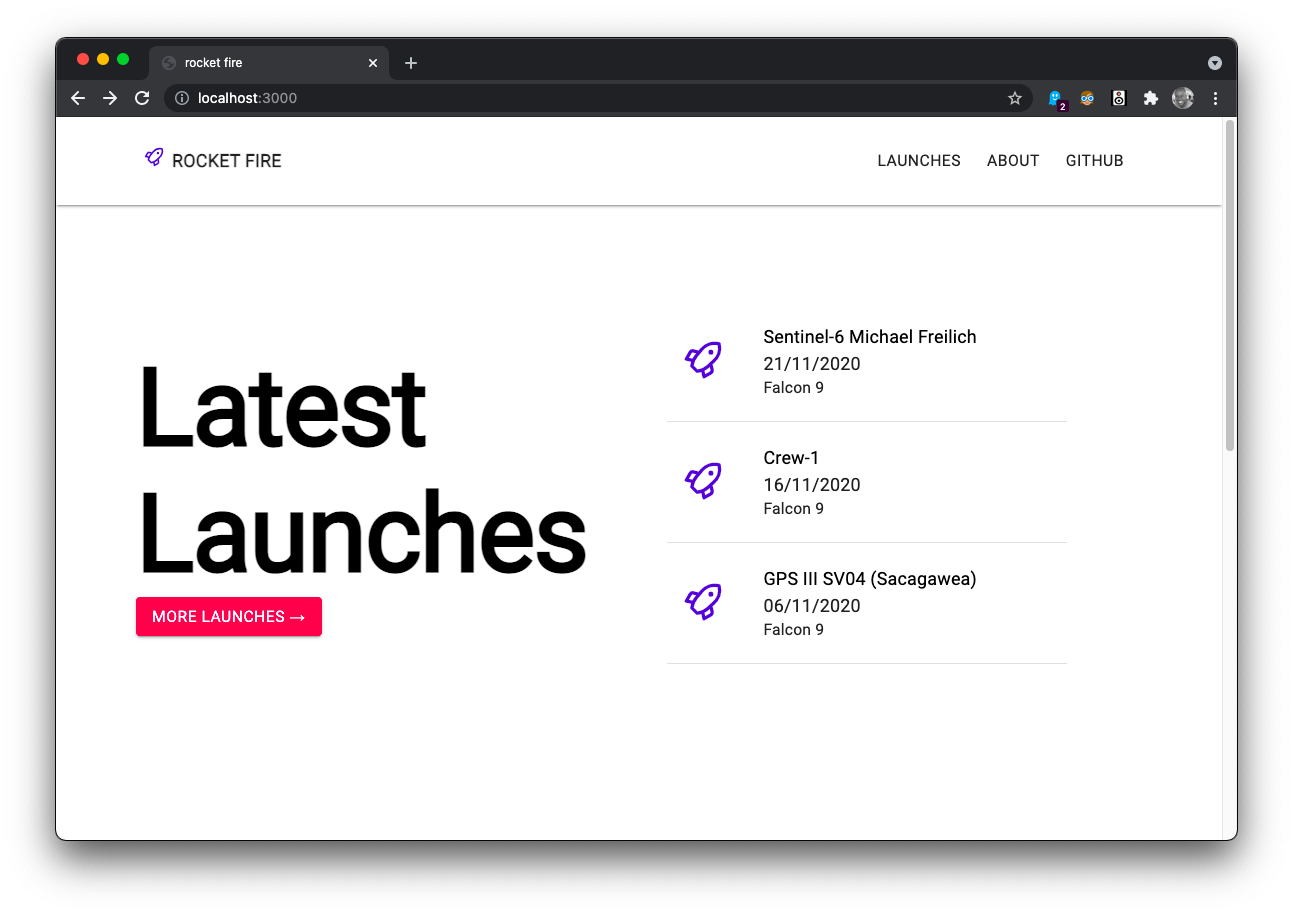 rocket fire
localhost:3000
2
ROCKET FIRE
LAUNCHES ABOUT GITHUB
Latest
Launches
MORE LAUNCHES →
Sentinel-6 Michael Freilich
21/11/2020
Falcon 9
Crew-1
16/11/2020
Falcon 9
GPS III SV04 (Sacagawea)
06/11/2020
Falcon 9